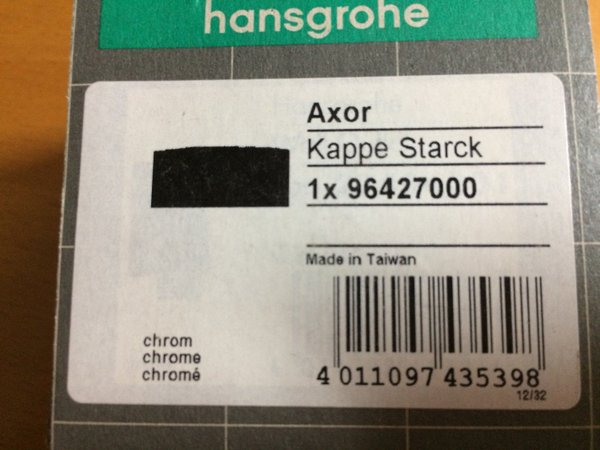 hansgrohe
Axor
Kappe Starck
1x 96427000
Made in Taiwan
chrom
chrome
chromé
4 011097 435398
12/32